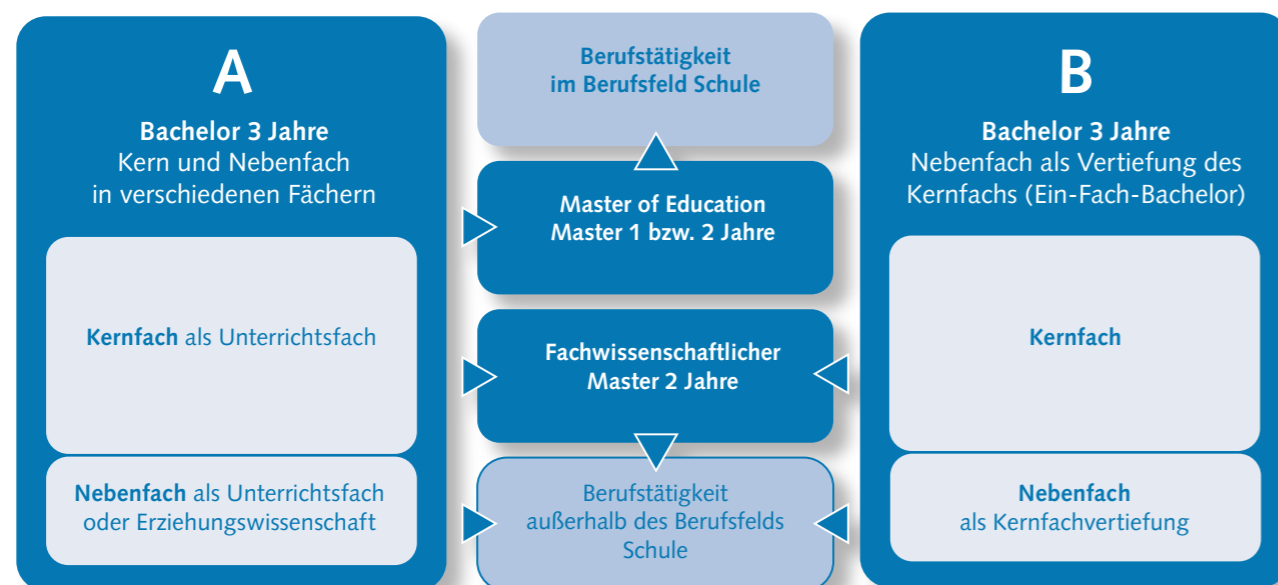 A
Bachelor 3 Jahre
Kern und Nebenfach
in verschiedenen Fächern
Kernfach als Unterrichtsfach
Nebenfach als Unterrichtsfach
oder Erziehungswissenschaft
Berufstätigkeit
im Berufsfeld Schule
Master of Education
Master 1 bzw. 2 Jahre
Fachwissenschaftlicher
Master 2 Jahre
Berufstätigkeit
außerhalb des Berufsfelds
Schule
B
Bachelor 3 Jahre
Nebenfach als Vertiefung des
Kernfachs (Ein-Fach-Bachelor)
Kernfach
Nebenfach
als Kernfachvertiefung